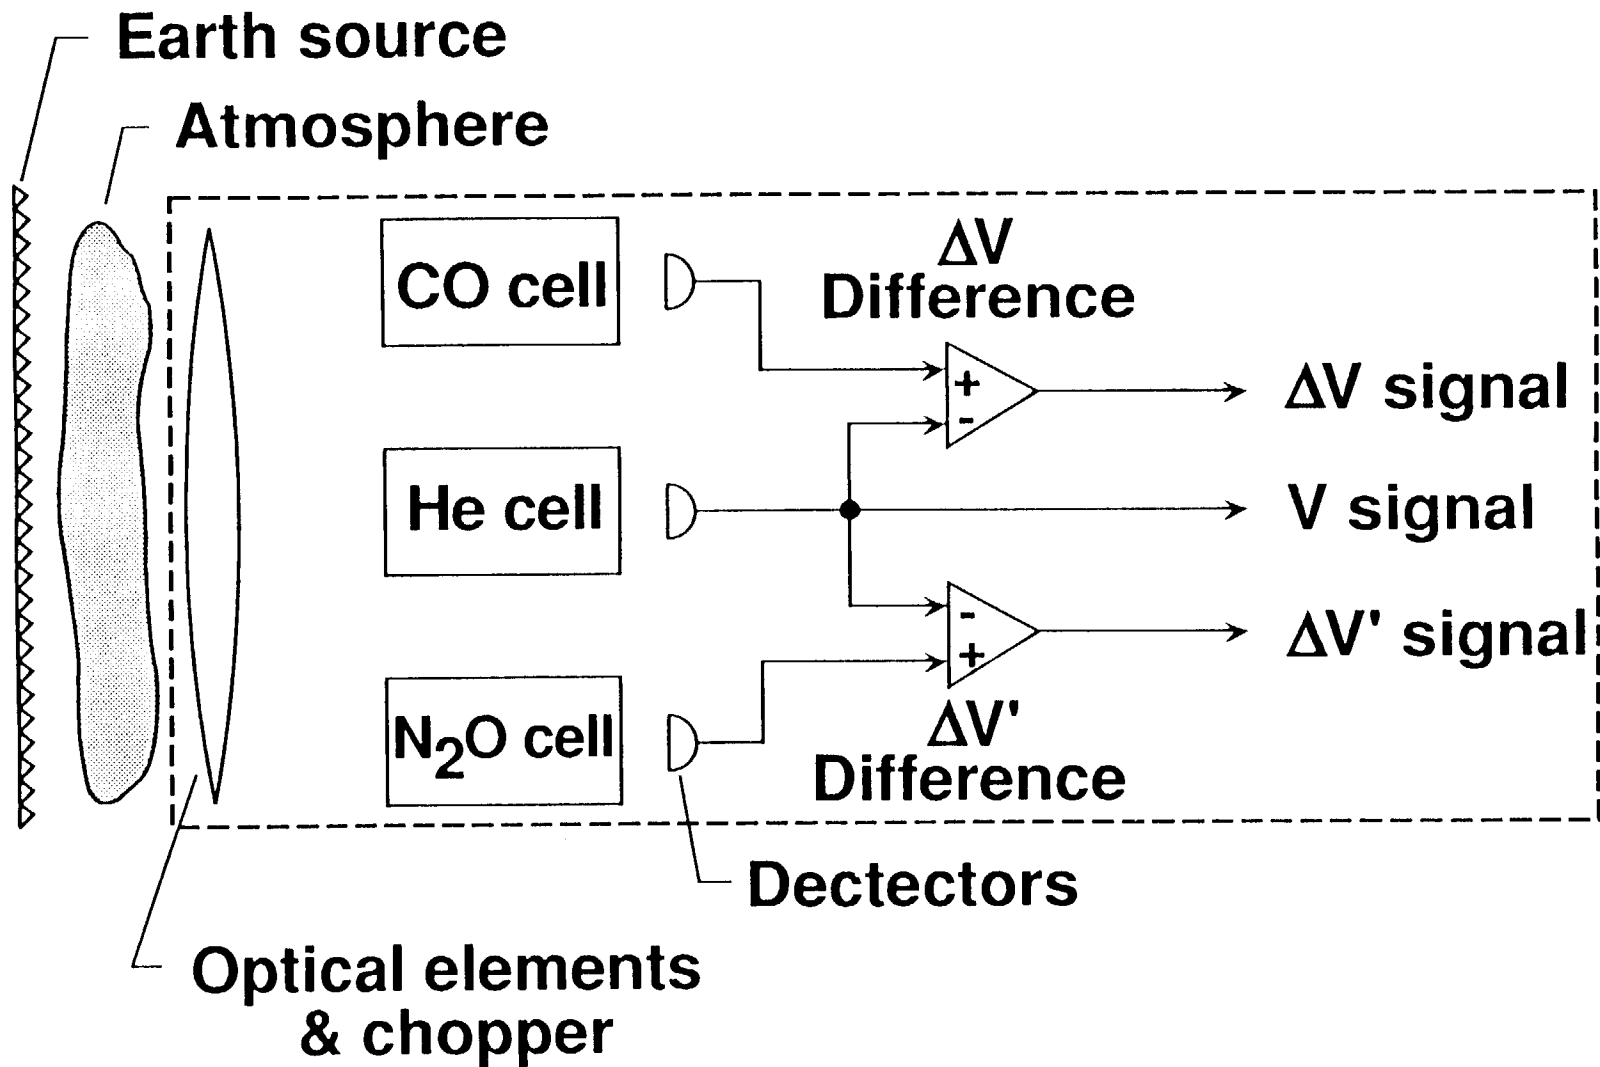 Earth source
Atmosphere
CO cell
ΔV
Difference
+
-
ΔV signal
He cell
V signal
-
+
ΔV' signal
N₂O cell
ΔV'
Difference
Dectectors
Optical elements
& chopper